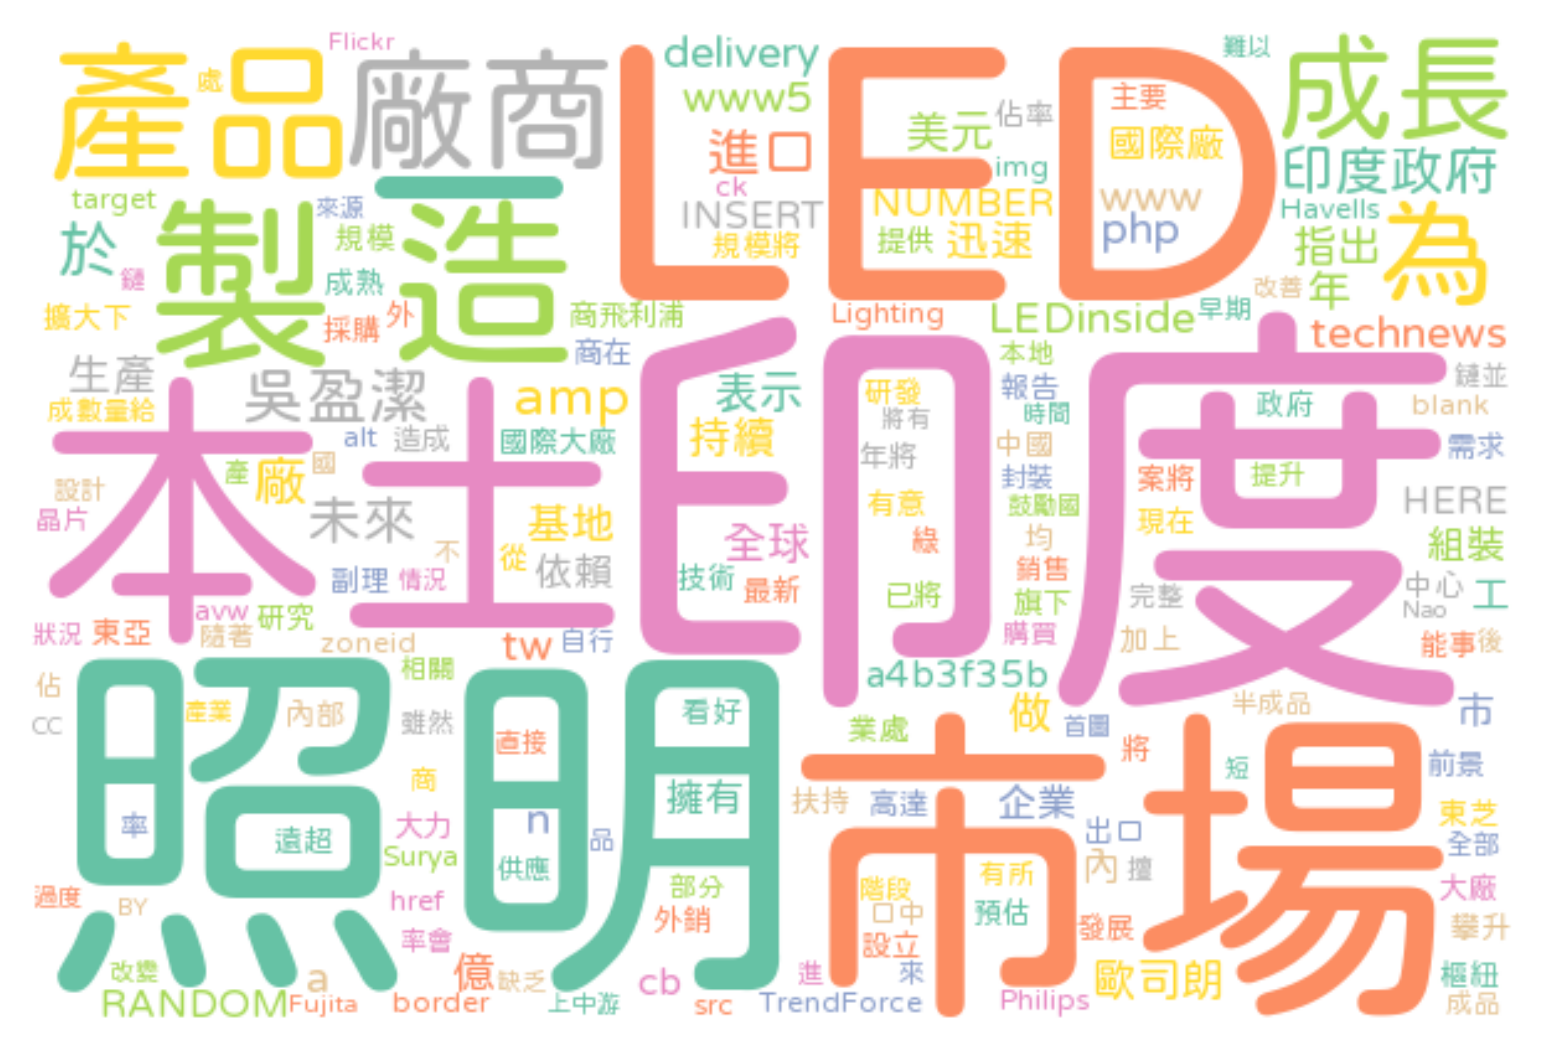 Flickr
產品
處
廠商
LED
delivery
www5
進口
ck
INSERT
規模將
美元
佔率
img
NUMBER
提供
迅速
主要
國際廠
www
php
難以
成長
印度政府
Havells
指出
為
改善
年
target
來源
於
鏈
製造
規模
成熟
採購
外
擴大下
商飛利浦
商在
Lighting
LEDinside
早期
technews
生產
成數量給
吳盈潔
amp
alt
造成
國際大廠
本土
印度
表示
持續
研發
將有
年將
有意
綠
已將
本地
報告
時間
中國
封裝
鼓勵國
均
銷售
旗下
購買
政府
鏈並
blank
需求
案將
提升
現在
HERE
組裝
中心
工
Nao
完整
加上
能事
後
設計
晶片
產
廠
國
未來
不
從
基地
依賴
全球
技術
最新
副理
情況
avw
研究
狀況
東亞
隨著
zoneid
tw
自行
a4b3f35b
做
首圖
半成品
市
佔
CC
照明
相關
產業
內部
雖然
看好
直接
業處
將
短
前景
市場
商
擁有
扶持
高達
企業
出口
東芝
全部
率
遠超
大力
Surya
n
品
供應
內
擅
大廠
過度
BY
href
部分
外銷
階段
口中
有所
預估
設立
發展
攀升
率會
改變
a
億
缺乏
cb
進
來
歐司朗
樞紐
RANDOM
Fujita
border
上中游
src
TrendForce
Philips
成品